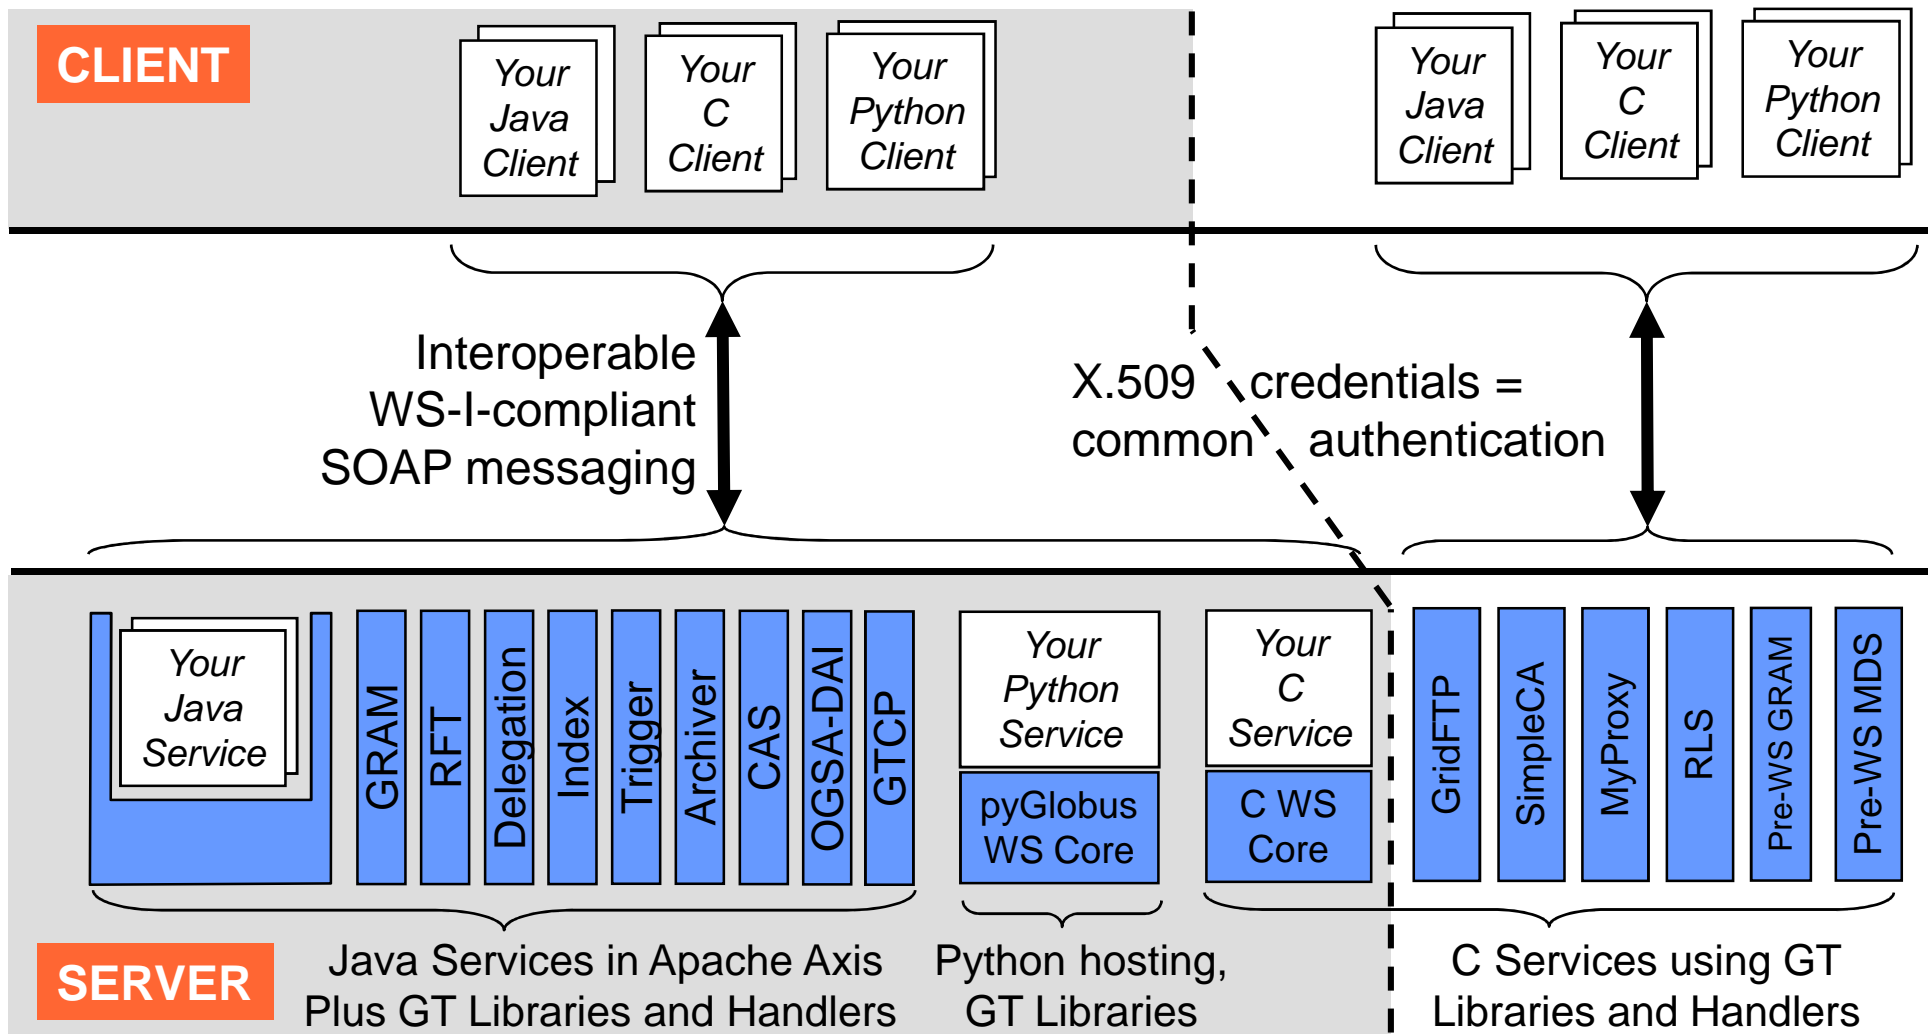 CLIENT
Your
Java
Client
Your
C
Client
Your
Python
Client
Your
Java
Client
Your
C
Client
Your
Python
Client
Interoperable
WS-I-compliant
SOAP messaging
X.509 credentials =
common authentication
Your
Java
Service
GRAM
RFT
Delegation
Index
Trigger
Archiver
CAS
OGSA-DAI
GTCP
Your
Python
Service
pyGlobus
WS Core
Your
C
Service
C WS
Core
GridFTP
SimpleCA
MyProxy
RLS
Pre-WS GRAM
Pre-WS MDS
SERVER
Java Services in Apache Axis
Plus GT Libraries and Handlers
Python hosting,
GT Libraries
C Services using GT
Libraries and Handlers